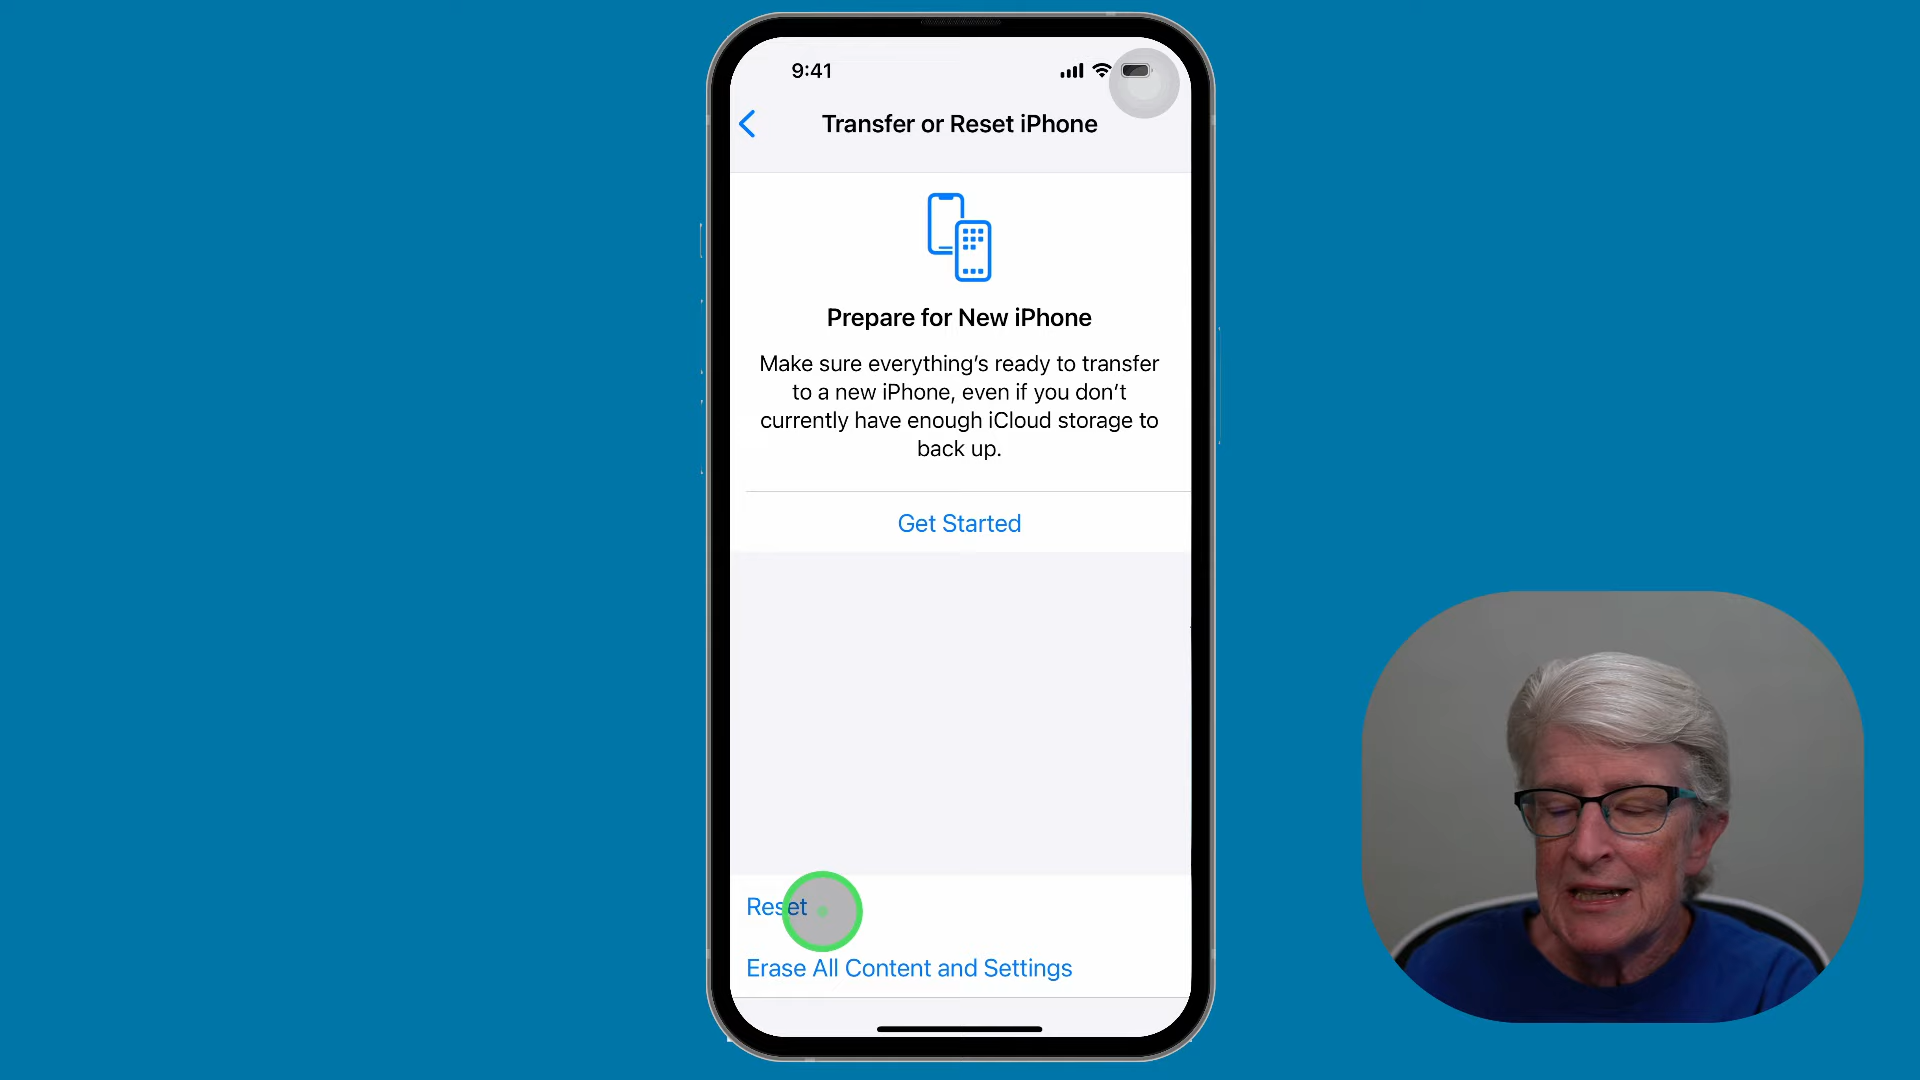 9:41
Transfer or Reset iPhone
Prepare for New iPhone
Make sure everything's ready to transfer
to a new iPhone, even if you don't
currently have enough iCloud storage to
back up.
Get Started
Reset
Erase All Content and Settings